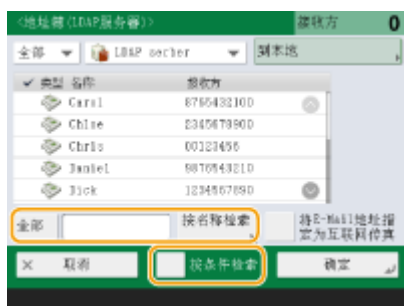 <地址簿(LDAP服务器)> 接收方 0
全部 LDAP serber 到本地
类型 名称 接收方
Carol 8765432100
Chloe 2345678900
Chris 00123456
Daniel 9876543210
Dick 1234567890
全部 按名称检索 将E-Mail地址指
定为互联网传真
取消 按条件检索 确定